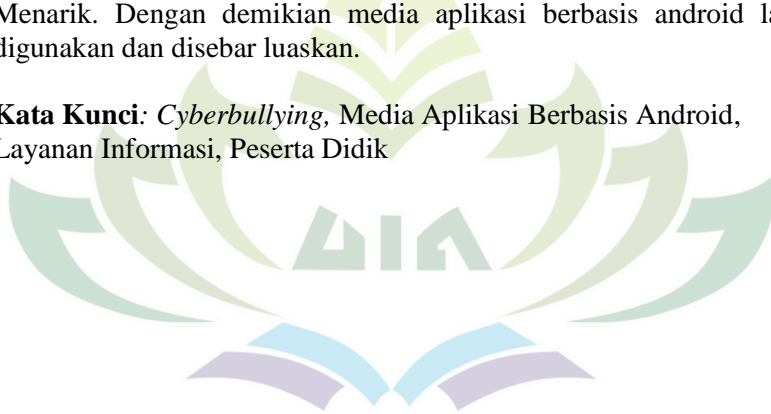 Menarik. Dengan demikian media aplikasi berbasis android
digunakan dan disebar luaskan.
Kata Kunci: Cyberbullying, Media Aplikasi Berbasis Android,
Layanan Informasi, Peserta Didik
UIN